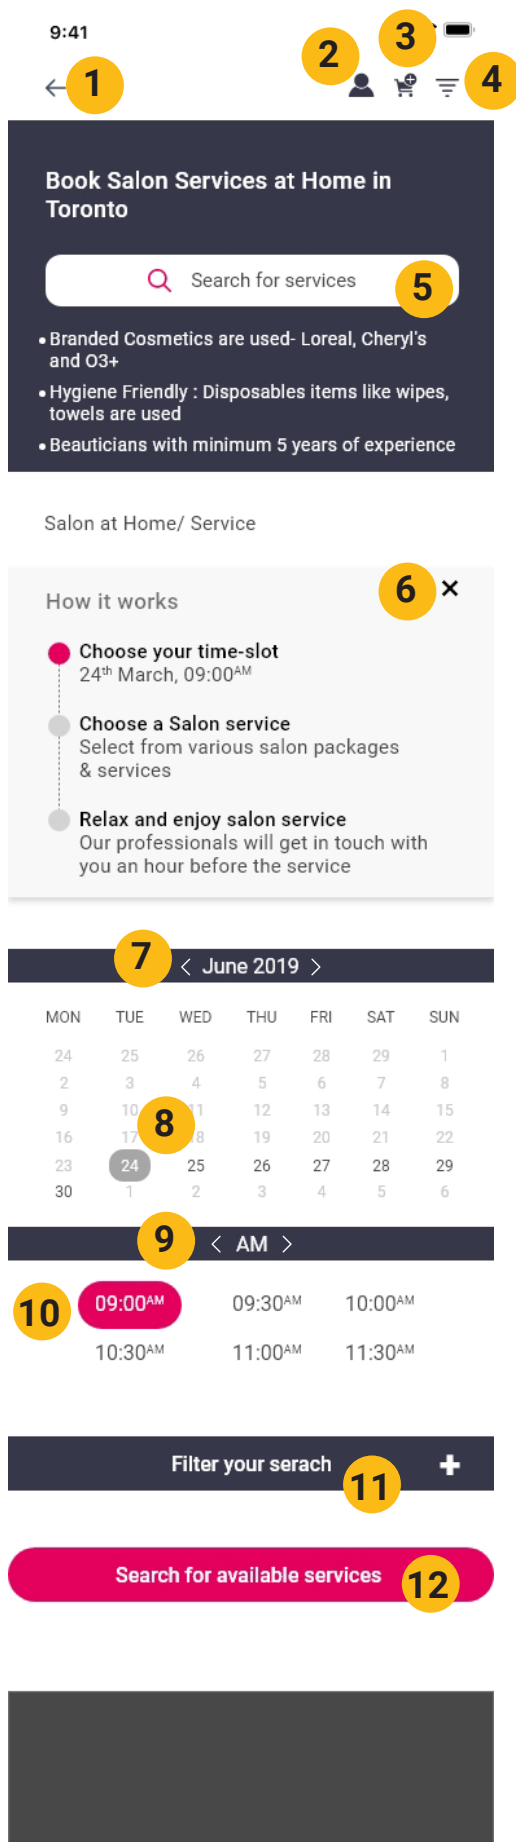 9:41
2
3
1
4
Book Salon Services at Home in
Toronto
Search for services
5
• Branded Cosmetics are used- Loreal, Cheryl's
and O3+
• Hygiene Friendly : Disposables items like wipes,
towels are used
• Beauticians with minimum 5 years of experience
Salon at Home/ Service
6
×
How it works
Choose your time-slot
24th March, 09:00AM
Choose a Salon service
Select from various salon packages
& services
Relax and enjoy salon service
Our professionals will get in touch with
you an hour before the service
7
< June 2019 >
MON TUE WED THU FRI SAT SUN
24 25 26 27 28 29 1
2 3 4 5 6 7 8
9 10 11 12 13 14 15
8
16 17 18 19 20 21 22
23 24 25 26 27 28 29
30 1 2 3 4 5 6
9
< AM >
10
09:00AM 09:30AM 10:00AM
10:30AM 11:00AM 11:30AM
Filter your serach +
11
Search for available services
12